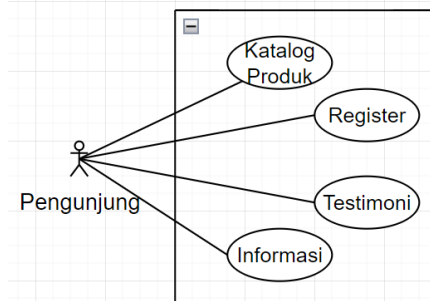 Katalog
Produk
Register
Pengunjung
Testimoni
Informasi